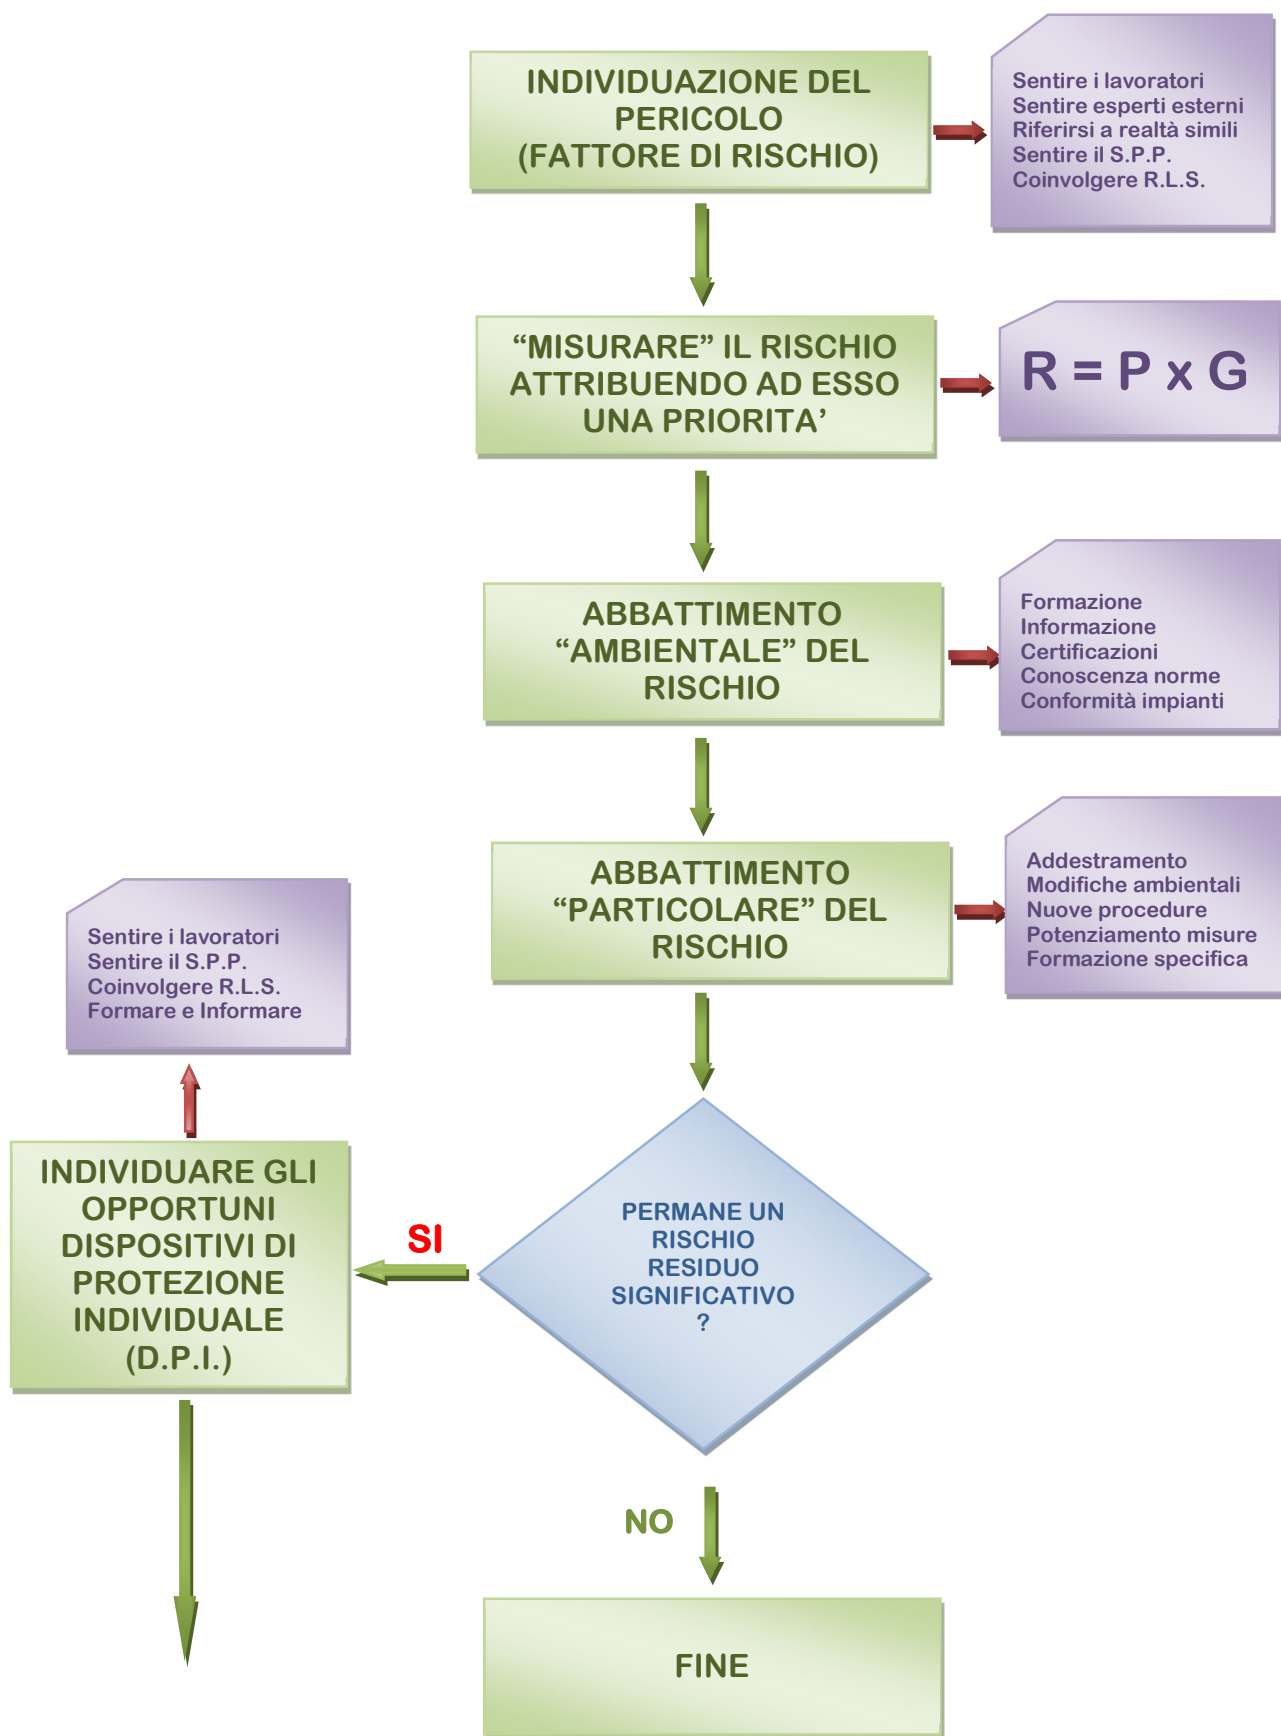 INDIVIDUAZIONE DEL
PERICOLO
(FATTORE DI RISCHIO)
Sentire i lavoratori
Sentire esperti esterni
Riferirsi a realtà simili
Sentire il S.P.P.
Coinvolgere R.L.S.
“MISURARE” IL RISCHIO
ATTRIBUENDO AD ESSO
UNA PRIORITA’
R = P x G
ABBATTIMENTO
“AMBIENTALE” DEL
RISCHIO
Formazione
Informazione
Certificazioni
Conoscenza norme
Conformità impianti
ABBATTIMENTO
“PARTICOLARE” DEL
RISCHIO
Addestramento
Modifiche ambientali
Nuove procedure
Potenziamento misure
Formazione specifica
Sentire i lavoratori
Sentire il S.P.P.
Coinvolgere R.L.S.
Formare e Informare
INDIVIDUARE GLI
OPPORTUNI
DISPOSITIVI DI
PROTEZIONE
INDIVIDUALE
(D.P.I.)
SI
PERMANE UN
RISCHIO
RESIDUO
SIGNIFICATIVO
?
NO
FINE